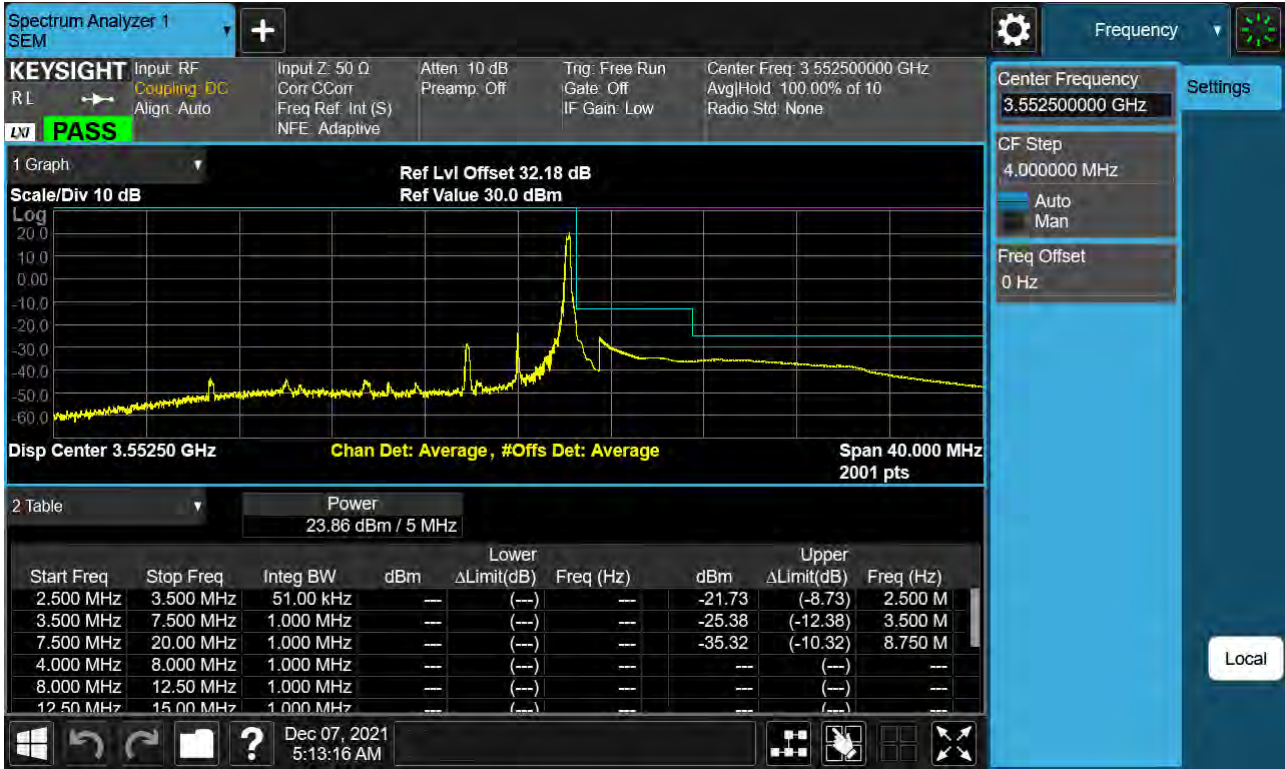 Spectrum Analyzer 1
SEM
Frequency
KEYSIGHT
RL
LXI
PASS
Input: RF
Coupling: DC
Align: Auto
Input Z: 50 Ω
Corr CCorr
Freq Ref: Int (S)
NFE: Adaptive
Atten: 10 dB
Preamp: Off
Trig: Free Run
Gate: Off
IF Gain: Low
Center Freq: 3.552500000 GHz
Avg|Hold: 100.00% of 10
Radio Std: None
Center Frequency
3.552500000 GHz
Settings
CF Step
4.000000 MHz
Auto
Man
Freq Offset
0 Hz
Local
1 Graph
Ref Lvl Offset 32.18 dB
Scale/Div 10 dB
Ref Value 30.0 dBm
Log
20.0
10.0
0.00
-10.0
-20.0
-30.0
-40.0
-50.0
-60.0
Disp Center 3.55250 GHz
Chan Det: Average, #Offs Det: Average
Span 40.000 MHz
2001 pts
2 Table
Power
23.86 dBm / 5 MHz
Lower Upper
Start Freq Stop Freq Integ BW dBm ΔLimit(dB) Freq (Hz) dBm ΔLimit(dB) Freq (Hz)
2.500 MHz 3.500 MHz 51.00 kHz --- (---) --- -21.73 (-8.73) 2.500 M
3.500 MHz 7.500 MHz 1.000 MHz --- (---) --- -25.38 (-12.38) 3.500 M
7.500 MHz 20.00 MHz 1.000 MHz --- (---) --- -35.32 (-10.32) 8.750 M
4.000 MHz 8.000 MHz 1.000 MHz --- (---) --- --- (---) ---
8.000 MHz 12.50 MHz 1.000 MHz --- (---) --- --- (---) ---
12.50 MHz 15.00 MHz 1.000 MHz --- (---) --- --- (---) ---
?
Dec 07, 2021
5:13:16 AM